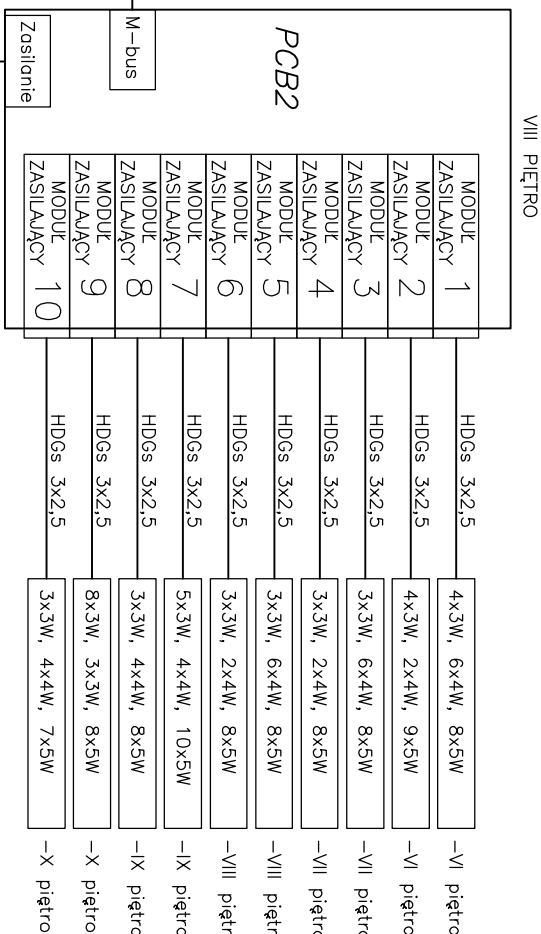 VIII PIĘTRO
PCB2
M-bus
Zasilanie
MODUŁ
ZASILAJĄCY 1
HDGs 3x2,5
4x3W, 6x4W, 8x5W
-VI piętro
MODUŁ
ZASILAJĄCY 2
HDGs 3x2,5
4x3W, 2x4W, 9x5W
-VI piętro
MODUŁ
ZASILAJĄCY 3
HDGs 3x2,5
3x3W, 6x4W, 8x5W
-VII piętro
MODUŁ
ZASILAJĄCY 4
HDGs 3x2,5
3x3W, 2x4W, 8x5W
-VII piętro
MODUŁ
ZASILAJĄCY 5
HDGs 3x2,5
3x3W, 6x4W, 8x5W
-VIII piętro
MODUŁ
ZASILAJĄCY 6
HDGs 3x2,5
3x3W, 2x4W, 8x5W
-VIII piętro
MODUŁ
ZASILAJĄCY 7
HDGs 3x2,5
5x3W, 4x4W, 10x5W
-IX piętro
MODUŁ
ZASILAJĄCY 8
HDGs 3x2,5
3x3W, 4x4W, 8x5W
-IX piętro
MODUŁ
ZASILAJĄCY 9
HDGs 3x2,5
8x3W, 3x3W, 8x5W
-X piętro
MODUŁ
ZASILAJĄCY 10
HDGs 3x2,5
3x3W, 4x4W, 7x5W
-X piętro